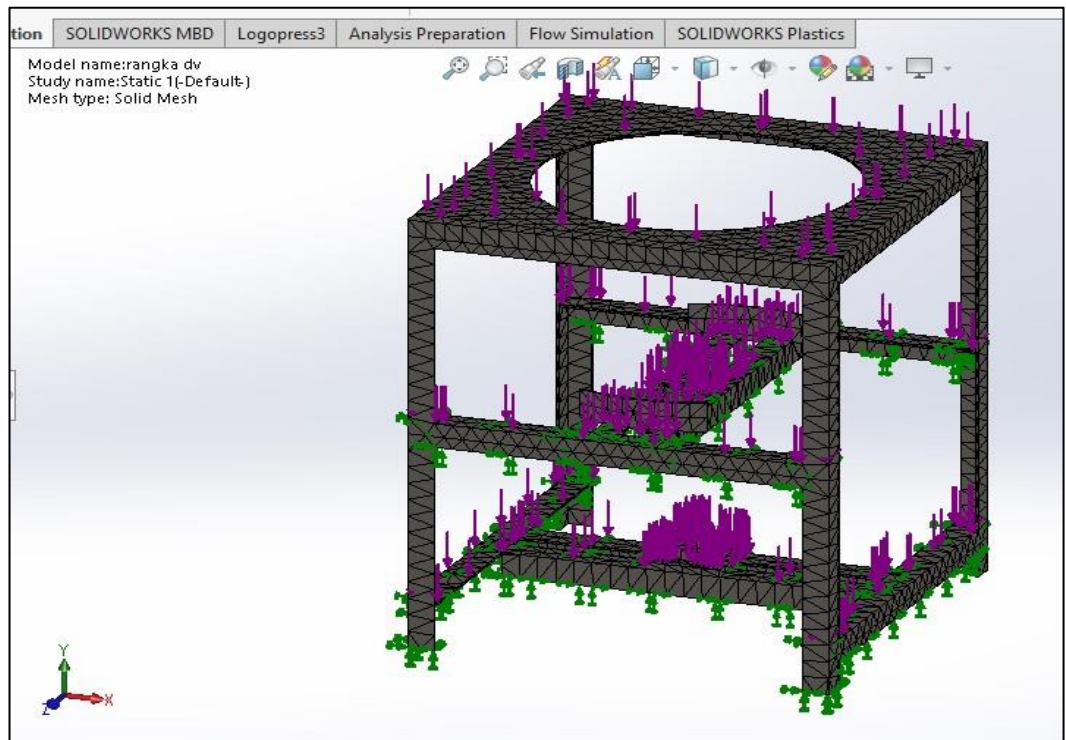 tion SOLIDWORKS MBD Logopress3 Analysis Preparation Flow Simulation SOLIDWORKS Plastics
Model name:rangka dv
Study name:Static 1(-Default-)
Mesh type: Solid Mesh
Y
Z X